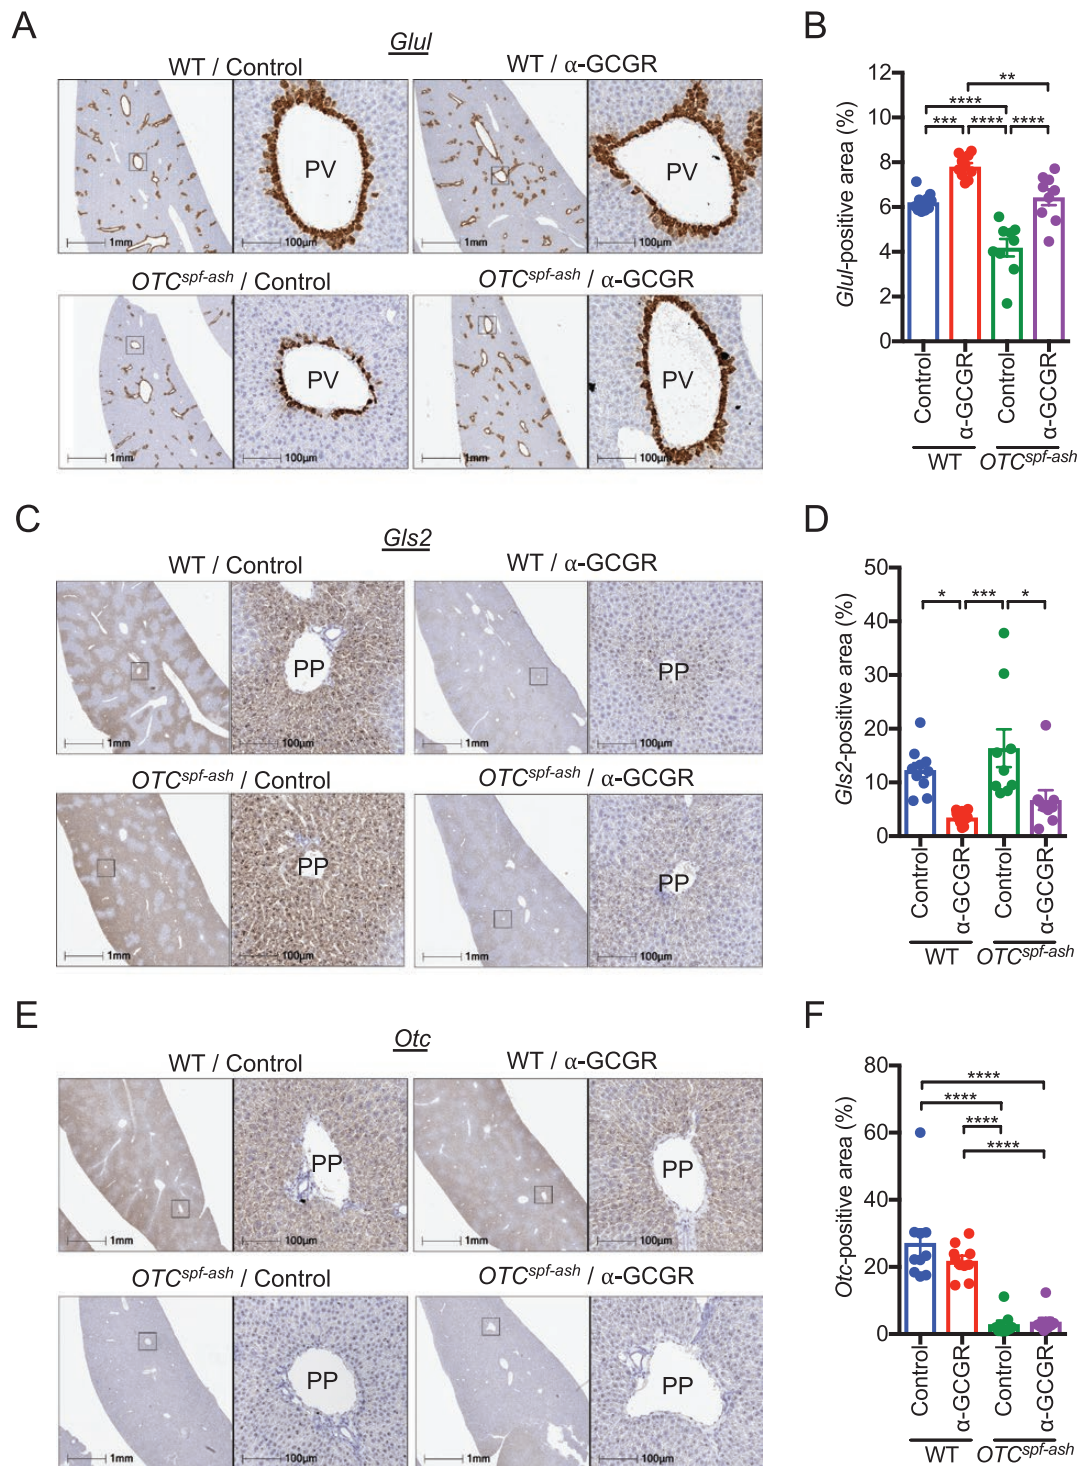 A
Glul
WT / Control
WT / α-GCGR
PV
PV
1mm
100µm
1mm
100µm
OTCspf-ash / Control
OTCspf-ash / α-GCGR
PV
PV
1mm
100µm
1mm
100µm
B
Glul-positive area (%)
12
10
8
6
4
2
0
**
****
*** **** ****
Control
α-GCGR
Control
α-GCGR
WT
OTCspf-ash
C
Gls2
WT / Control
WT / α-GCGR
PP
PP
1mm
100µm
1mm
100µm
OTCspf-ash / Control
OTCspf-ash / α-GCGR
PP
PP
1mm
100µm
1mm
100µm
D
Gls2-positive area (%)
50
40
30
20
10
0
* *** *
Control
α-GCGR
Control
α-GCGR
WT
OTCspf-ash
E
Otc
WT / Control
WT / α-GCGR
PP
PP
1mm
100µm
1mm
100µm
OTCspf-ash / Control
OTCspf-ash / α-GCGR
PP
PP
1mm
100µm
1mm
100µm
F
Otc-positive area (%)
80
60
40
20
0
****
****
****
****
Control
α-GCGR
Control
α-GCGR
WT
OTCspf-ash